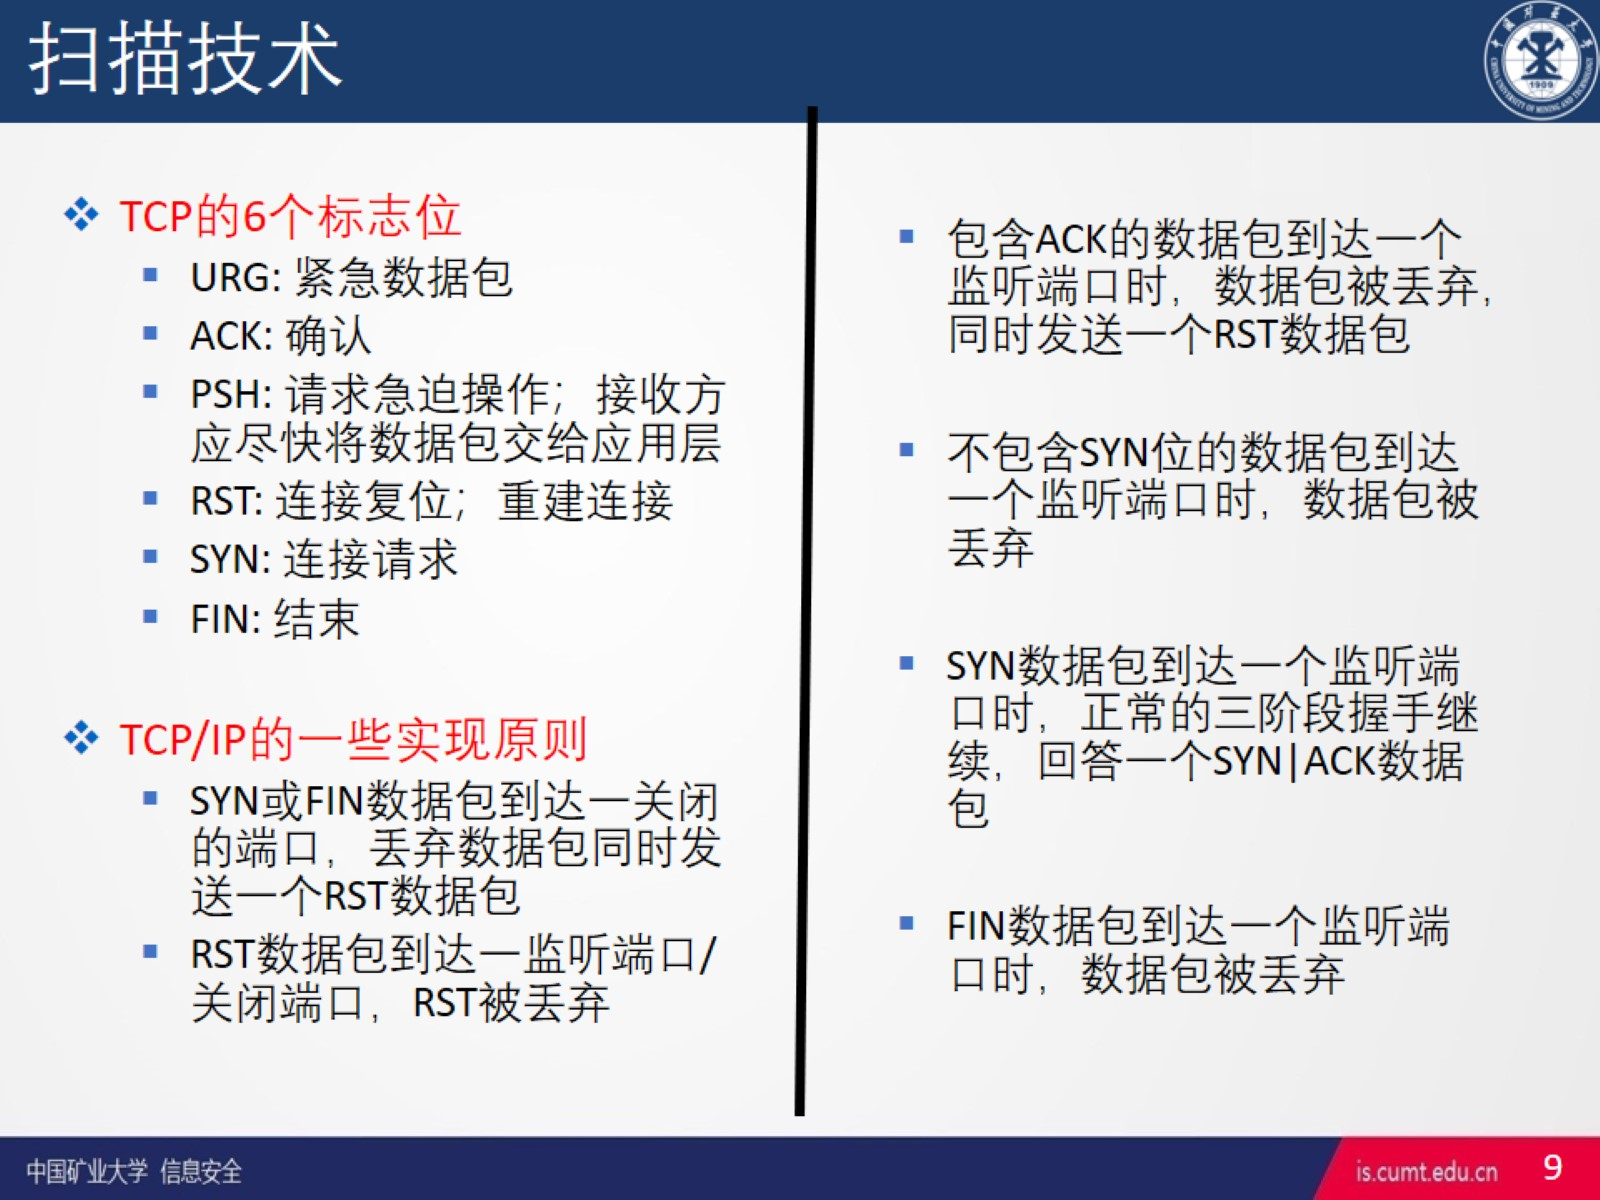 扫描技术
TCP的6个标志位
URG: 紧急数据包
ACK: 确认
PSH: 请求急迫操作；接收方
应尽快将数据包交给应用层
RST: 连接复位；重建连接
SYN: 连接请求
FIN: 结束
TCP/IP的一些实现原则
SYN或FIN数据包到达一关闭
的端口，丢弃数据包同时发
送一个RST数据包
RST数据包到达一监听端口/
关闭端口，RST被丢弃
包含ACK的数据包到达一个
监听端口时，数据包被丢弃，
同时发送一个RST数据包
不包含SYN位的数据包到达
一个监听端口时，数据包被
丢弃
SYN数据包到达一个监听端
口时，正常的三阶段握手继
续，回答一个SYN|ACK数据
包
FIN数据包到达一个监听端
口时，数据包被丢弃
中国矿业大学 信息安全
is.cumt.edu.cn
9
中国矿业大学
CHINA UNIVERSITY OF MINING AND TECHNOLOGY
1909